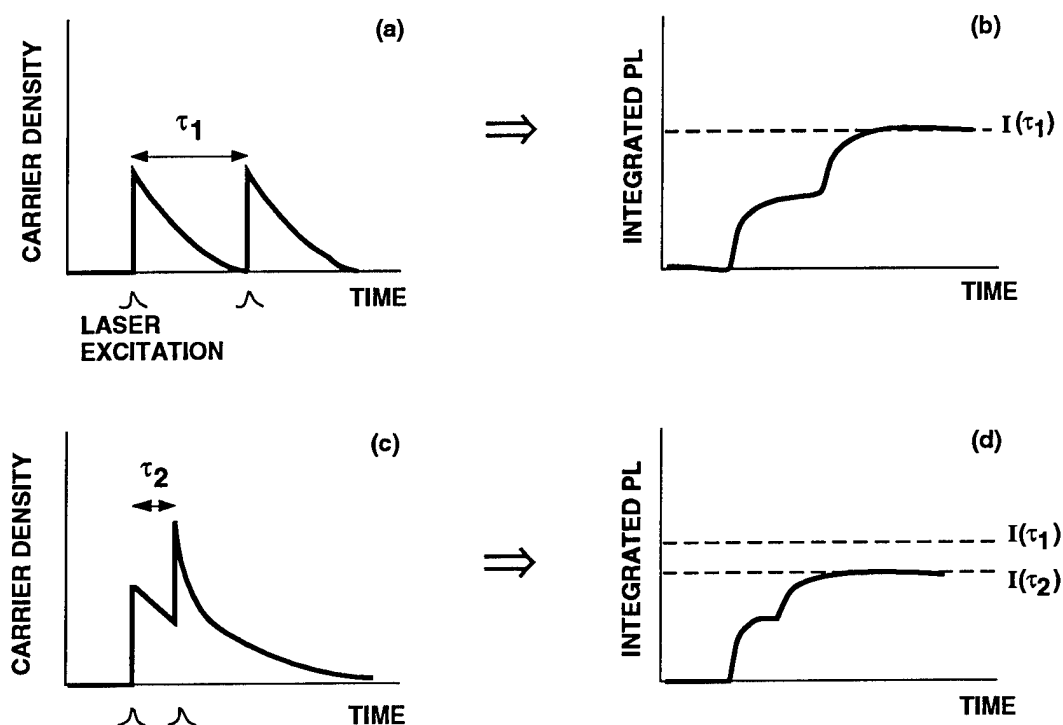 (a)
CARRIER DENSITY
τ1
TIME
LASER
EXCITATION
⇒
(b)
INTEGRATED PL
I(τ1)
TIME
(c)
CARRIER DENSITY
τ2
TIME
⇒
(d)
INTEGRATED PL
I(τ1)
I(τ2)
TIME